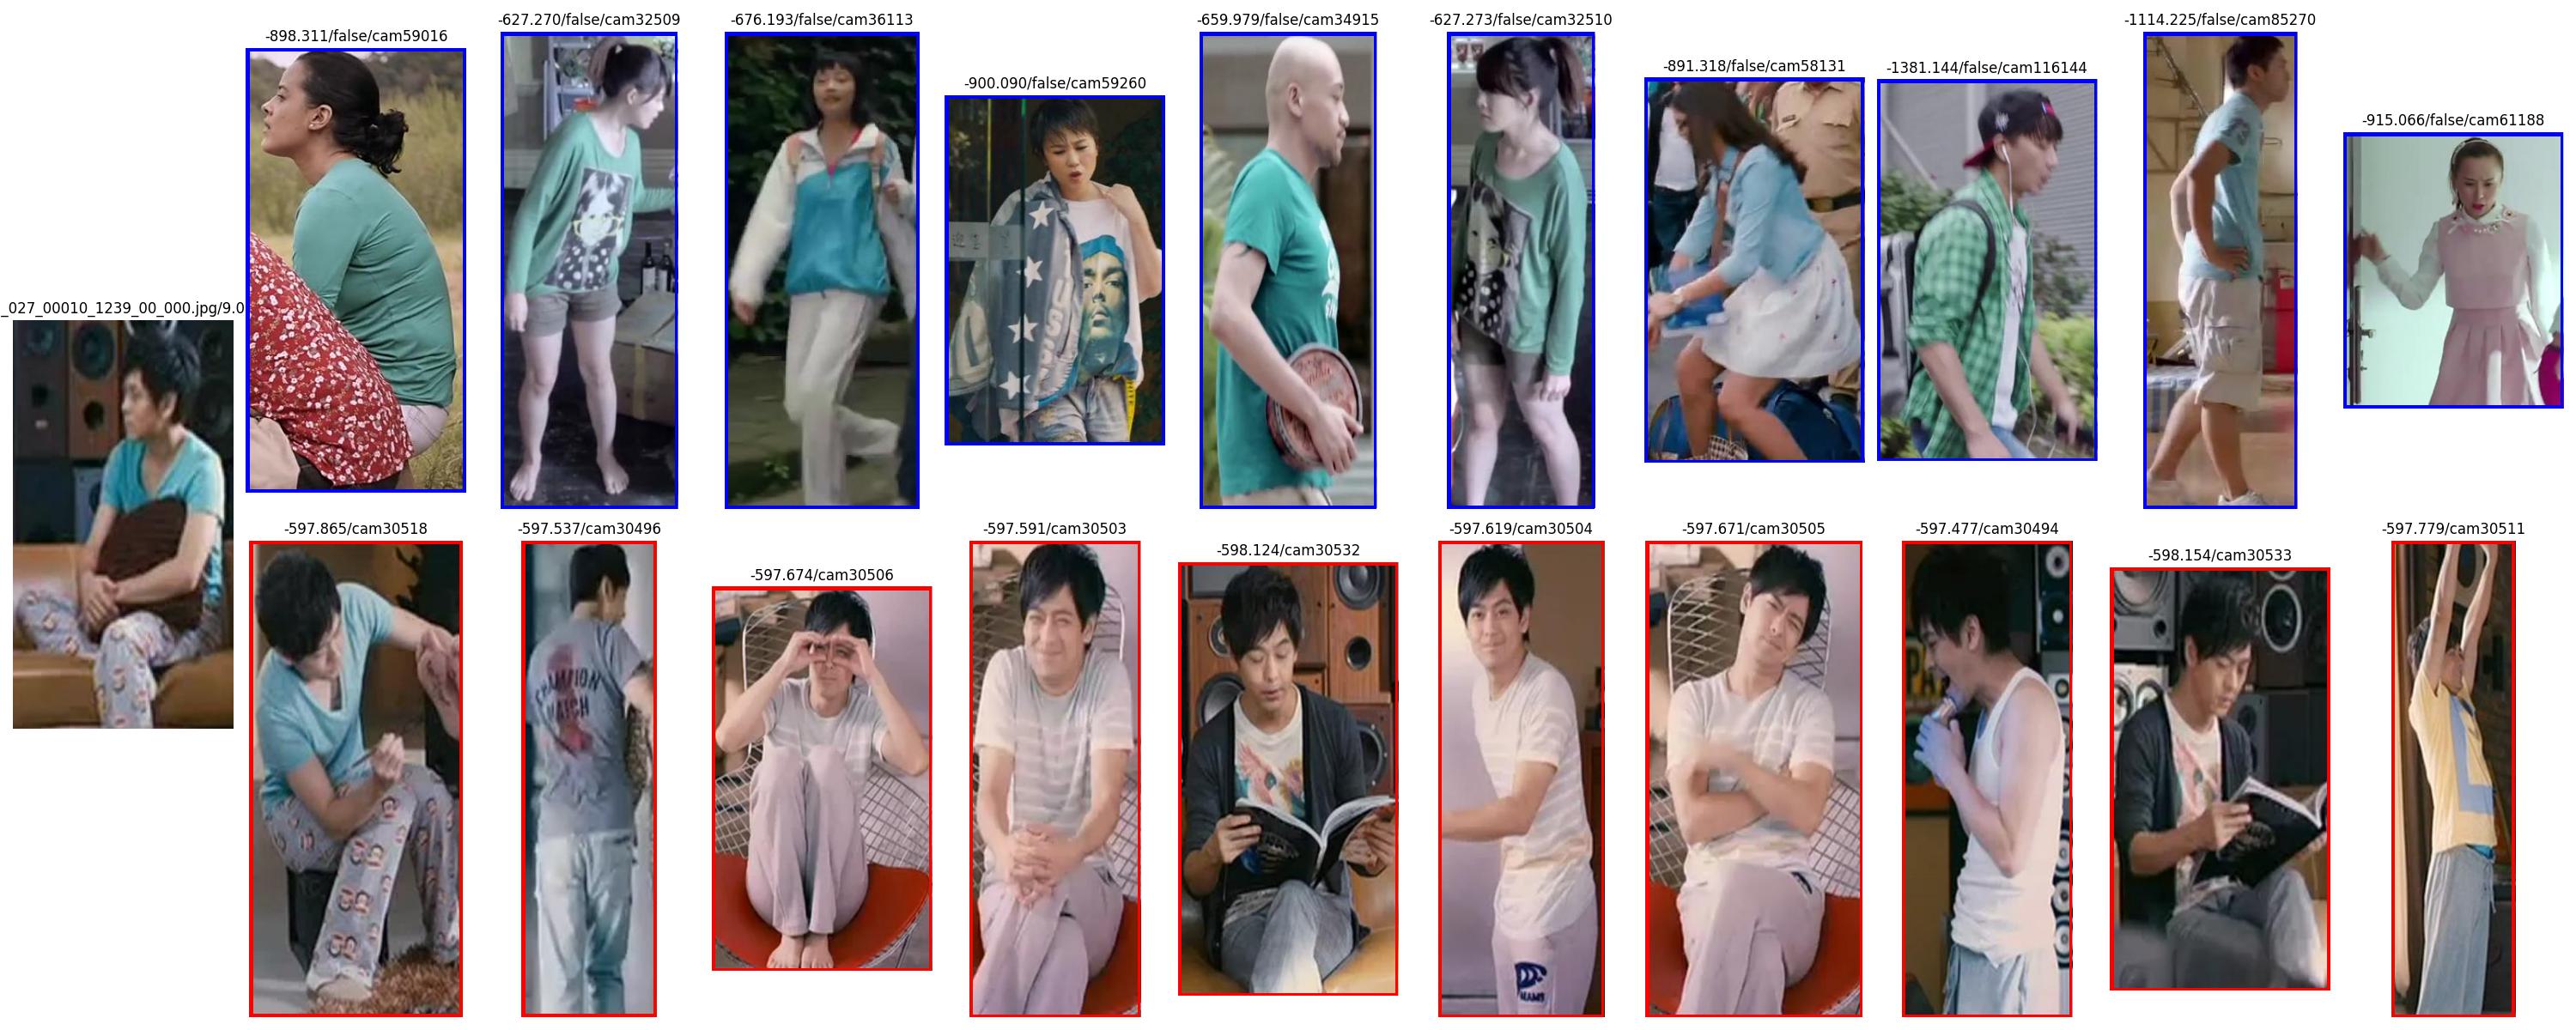 -898.311/false/cam59016
-627.270/false/cam32509
-676.193/false/cam36113
-900.090/false/cam59260
-659.979/false/cam34915
-627.273/false/cam32510
-891.318/false/cam58131
-1381.144/false/cam116144
-1114.225/false/cam85270
-915.066/false/cam61188
_027_00010_1239_00_000.jpg/9.0
-597.865/cam30518
-597.537/cam30496
-597.674/cam30506
-597.591/cam30503
-598.124/cam30532
-597.619/cam30504
-597.671/cam30505
-597.477/cam30494
-598.154/cam30533
-597.779/cam30511
CHAMPION
MATCH